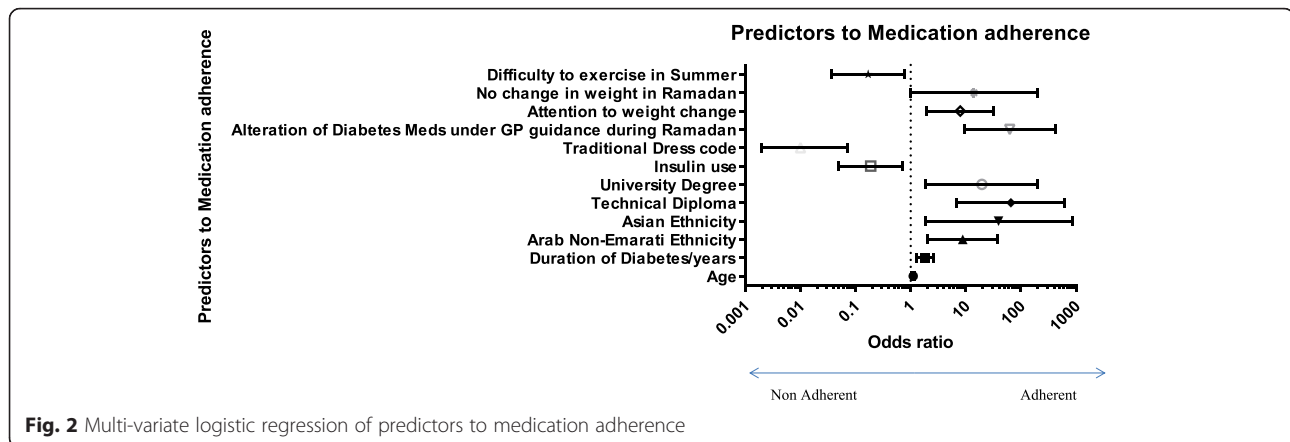 Predictors to Medication adherence
Predictors to Medication adherence
Difficulty to exercise in Summer
No change in weight in Ramadan
Attention to weight change
Alteration of Diabetes Meds under GP guidance during Ramadan
Traditional Dress code
Insulin use
University Degree
Technical Diploma
Asian Ethnicity
Arab Non-Emarati Ethnicity
Duration of Diabetes/years
Age
0.001 0.01 0.1 1 10 100 1000
Odds ratio
Non Adherent Adherent
Fig. 2 Multi-variate logistic regression of predictors to medication adherence